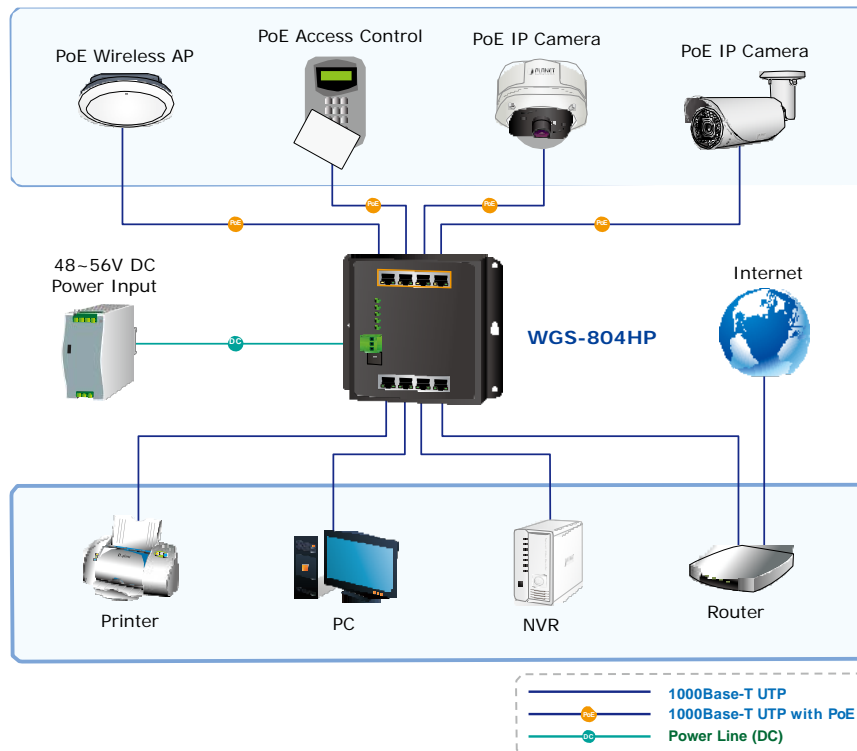 PoE Wireless AP
PoE Access Control
PoE IP Camera
PoE IP Camera
PLANET
PoE
PoE
PoE
PoE
48~56V DC
Power Input
DC
WGS-804HP
Internet
Printer
PC
NVR
Router
1000Base-T UTP
PoE
1000Base-T UTP with PoE
DC
Power Line (DC)